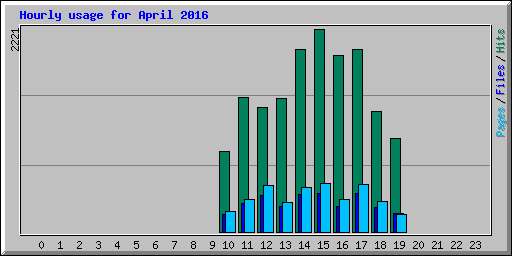 Hourly usage for April 2016
2221
Pages/Files/Hits
0 1 2 3 4 5 6 7 8 9 10 11 12 13 14 15 16 17 18 19 20 21 22 23